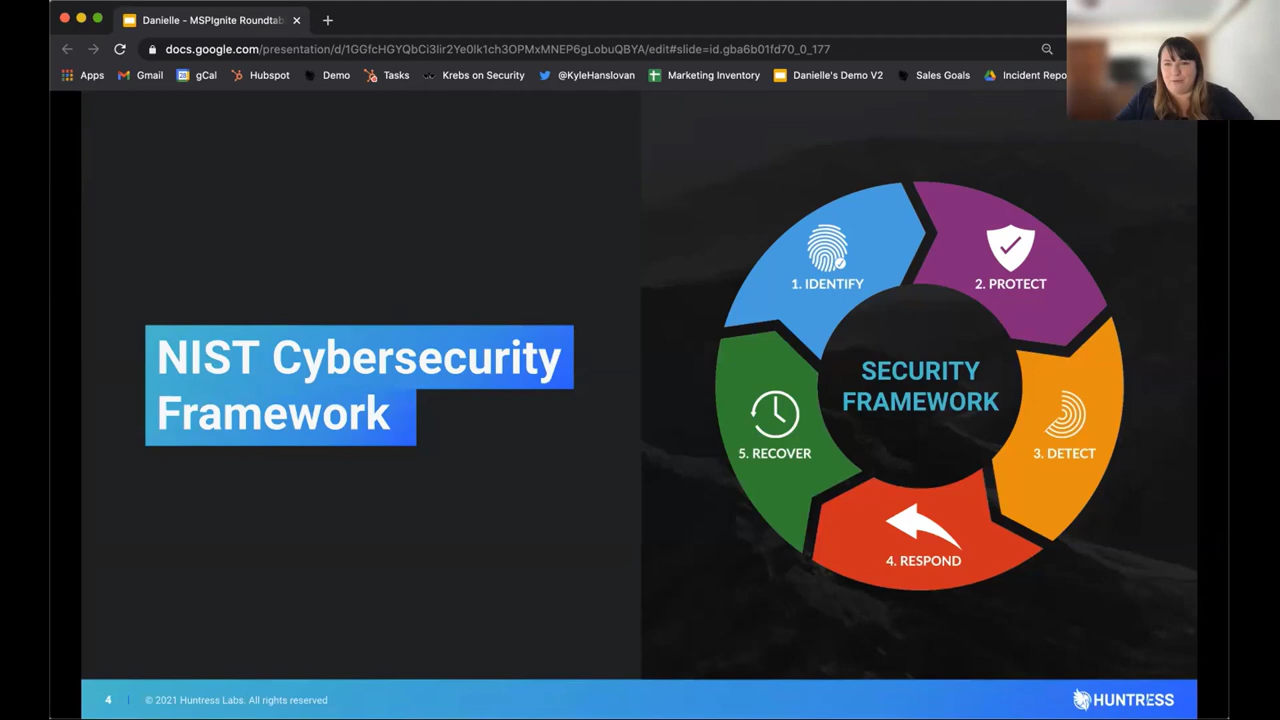 Danielle - MSPIgnite Roundtab
docs.google.com/presentation/d/1GGfcHGYQbCi3lir2Ye0lk1ch3OPMxMNEP6gLobuQBYA/edit#slide=id.gba6b01fd70_0_177
Apps Gmail gCal Hubspot Demo Tasks Krebs on Security @KyleHanslovan Marketing Inventory Danielle's Demo V2 Sales Goals Incident Repo
NIST Cybersecurity
Framework
1. IDENTIFY
2. PROTECT
SECURITY
FRAMEWORK
5. RECOVER
3. DETECT
4. RESPOND
4 | © 2021 Huntress Labs. All rights reserved
HUNTRESS